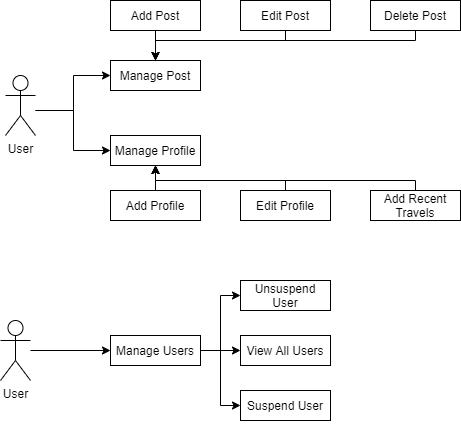 Add Post
Edit Post
Delete Post
Manage Post
User
Manage Profile
Add Profile
Edit Profile
Add Recent
Travels
Unsuspend
User
Manage Users
View All Users
User
Suspend User